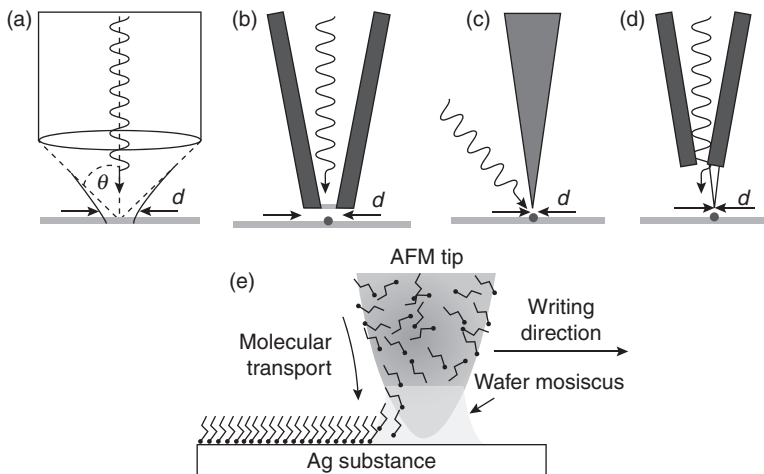 (a)
(b)
(c)
(d)
θ
d
d
d
d
(e)
AFM tip
Molecular
transport
Writing
direction
Wafer mosiscus
Ag substance